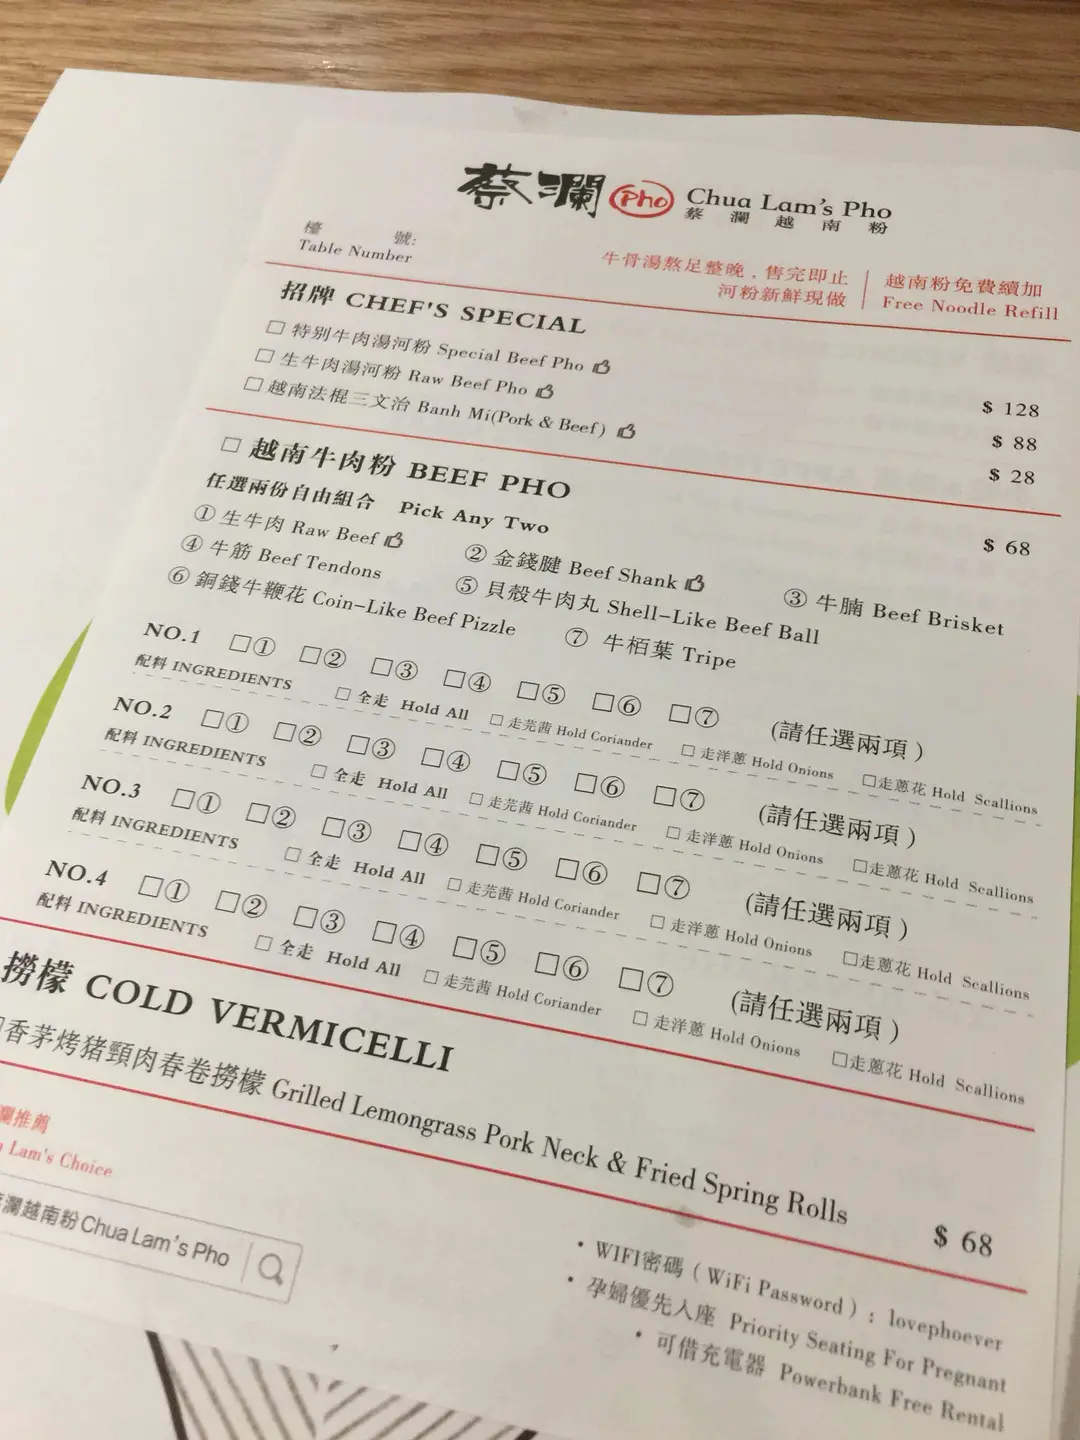 蔡瀾 Pho Chua Lam's Pho
蔡瀾越南粉
檯號:
Table Number
牛骨湯熬足整晚．售完即止
河粉新鮮現做
越南粉免費續加
Free Noodle Refill
招牌 CHEF'S SPECIAL
□ 特別牛肉湯河粉 Special Beef Pho $ 128
□ 生牛肉湯河粉 Raw Beef Pho $ 88
□ 越南法棍三文治 Banh Mi(Pork & Beef) $ 28
□ 越南牛肉粉 BEEF PHO $ 68
任選兩份自由組合 Pick Any Two
① 生牛肉 Raw Beef ② 金錢腱 Beef Shank ③ 牛腩 Beef Brisket
④ 牛筋 Beef Tendons ⑤ 貝殼牛肉丸 Shell-Like Beef Ball
⑥ 銅錢牛鞭花 Coin-Like Beef Pizzle ⑦ 牛栢葉 Tripe
NO.1 □① □② □③ □④ □⑤ □⑥ □⑦ (請任選兩項)
配料 INGREDIENTS □ 全走 Hold All □ 走芫茜 Hold Coriander □ 走洋蔥 Hold Onions □走蔥花 Hold Scallions
NO.2 □① □② □③ □④ □⑤ □⑥ □⑦ (請任選兩項)
配料 INGREDIENTS □ 全走 Hold All □ 走芫茜 Hold Coriander □ 走洋蔥 Hold Onions □走蔥花 Hold Scallions
NO.3 □① □② □③ □④ □⑤ □⑥ □⑦ (請任選兩項)
配料 INGREDIENTS □ 全走 Hold All □ 走芫茜 Hold Coriander □ 走洋蔥 Hold Onions □走蔥花 Hold Scallions
NO.4 □① □② □③ □④ □⑤ □⑥ □⑦ (請任選兩項)
配料 INGREDIENTS □ 全走 Hold All □ 走芫茜 Hold Coriander □ 走洋蔥 Hold Onions □走蔥花 Hold Scallions
撈檬 COLD VERMICELLI
□香茅烤猪頸肉春卷撈檬 Grilled Lemongrass Pork Neck & Fried Spring Rolls $ 68
瀾推薦
Lam's Choice
瀾越南粉Chua Lam's Pho
• WIFI密碼 ( WiFi Password ) : lovephoever
• 孕婦優先入座 Priority Seating For Pregnant
• 可借充電器 Powerbank Free Rental